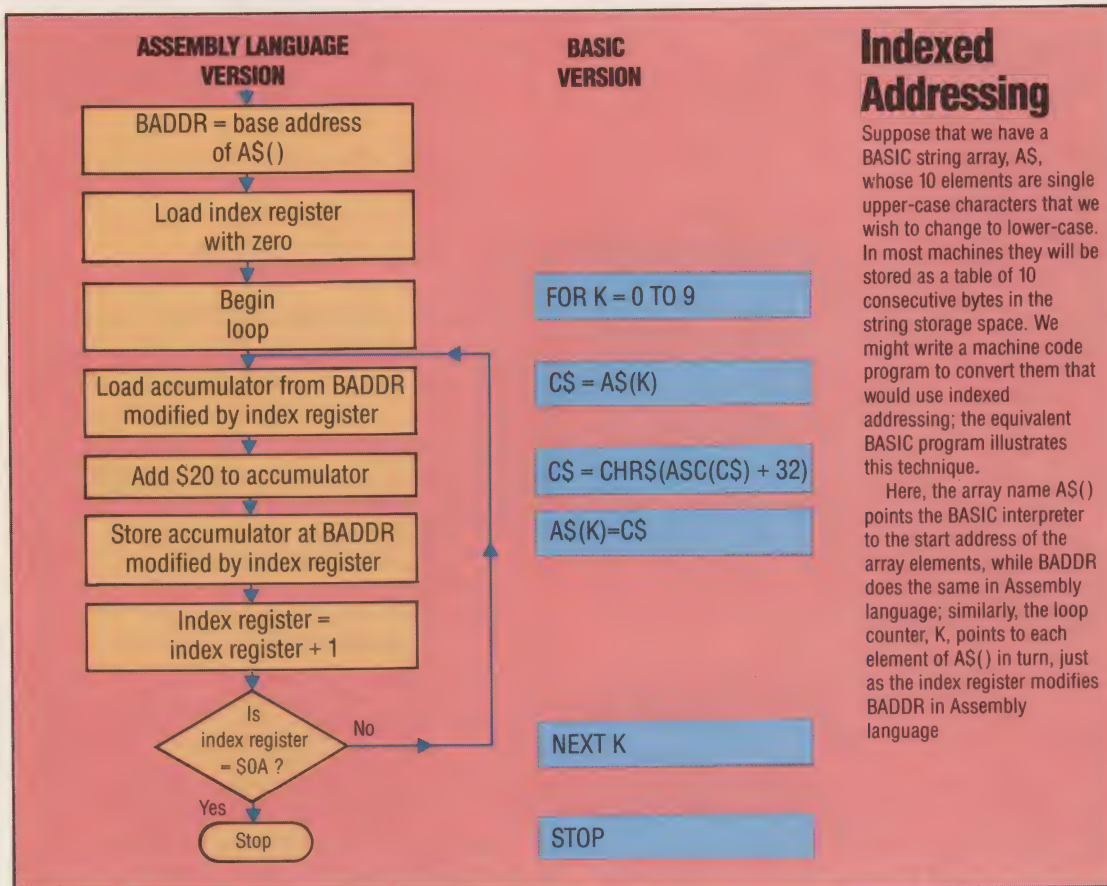 ASSEMBLY LANGUAGE
VERSION
BADDR = base address
of A$()
Load index register
with zero
Begin
loop
Load accumulator from BADDR
modified by index register
Add $20 to accumulator
Store accumulator at BADDR
modified by index register
Index register =
index register + 1
Is
index register
= $0A ?
No
Yes
Stop
BASIC
VERSION
FOR K = 0 TO 9
C$ = A$(K)
C$ = CHR$(ASC(C$) + 32)
A$(K)=C$
NEXT K
STOP
Indexed
Addressing
Suppose that we have a
BASIC string array, A$,
whose 10 elements are single
upper-case characters that we
wish to change to lower-case.
In most machines they will be
stored as a table of 10
consecutive bytes in the
string storage space. We
might write a machine code
program to convert them that
would use indexed
addressing; the equivalent
BASIC program illustrates
this technique.
Here, the array name A$()
points the BASIC interpreter
to the start address of the
array elements, while BADDR
does the same in Assembly
language; similarly, the loop
counter, K, points to each
element of A$() in turn, just
as the index register modifies
BADDR in Assembly
language